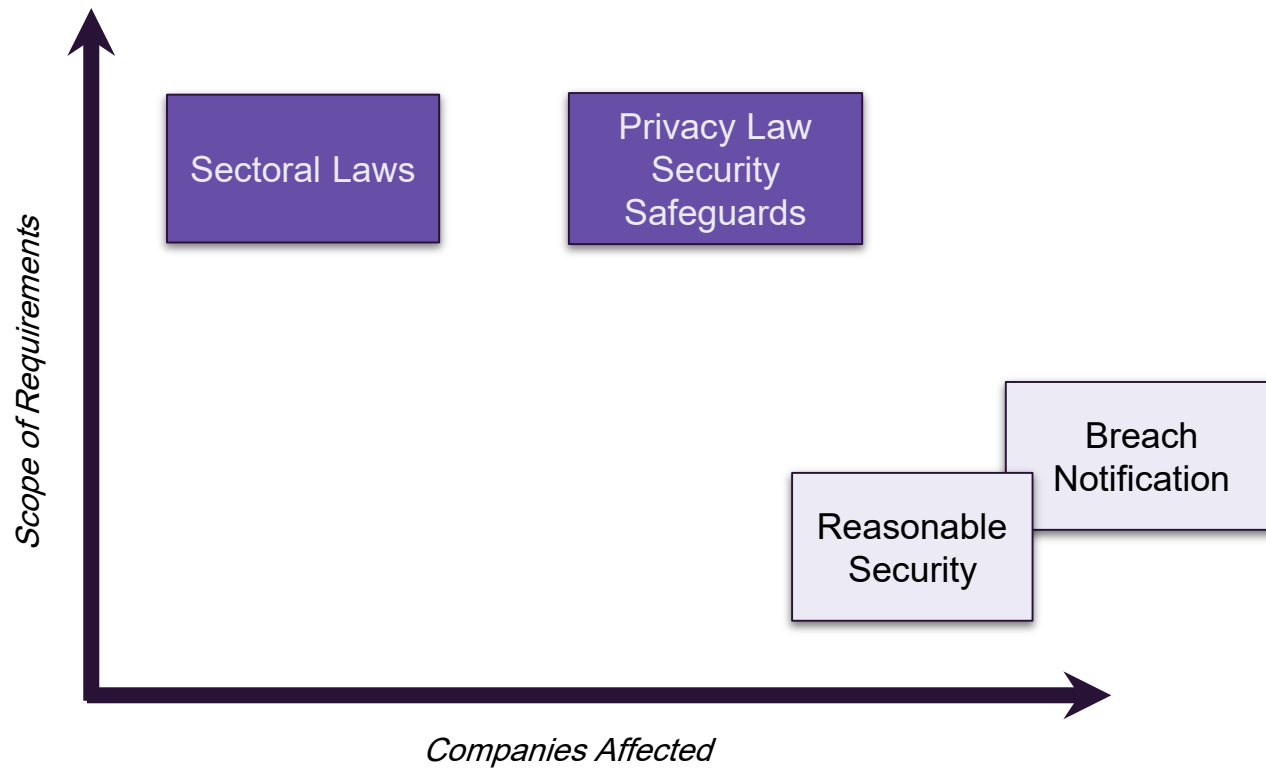 Sectoral Laws
Privacy Law
Security
Safeguards
Scope of Requirements
Breach
Notification
Reasonable
Security
Companies Affected